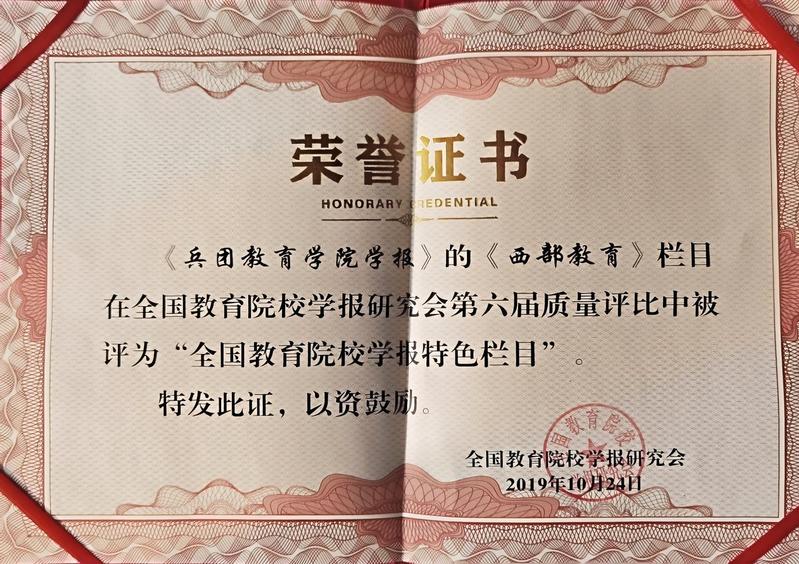 荣誉证书
HONORARY CREDENTIAL
《兵团教育学院学报》的《西部教育》栏目
在全国教育院校学报研究会第六届质量评比中被
评为“全国教育院校学报特色栏目”。
特发此证，以资鼓励。
全国教育院校学报研究会
2019年10月24日